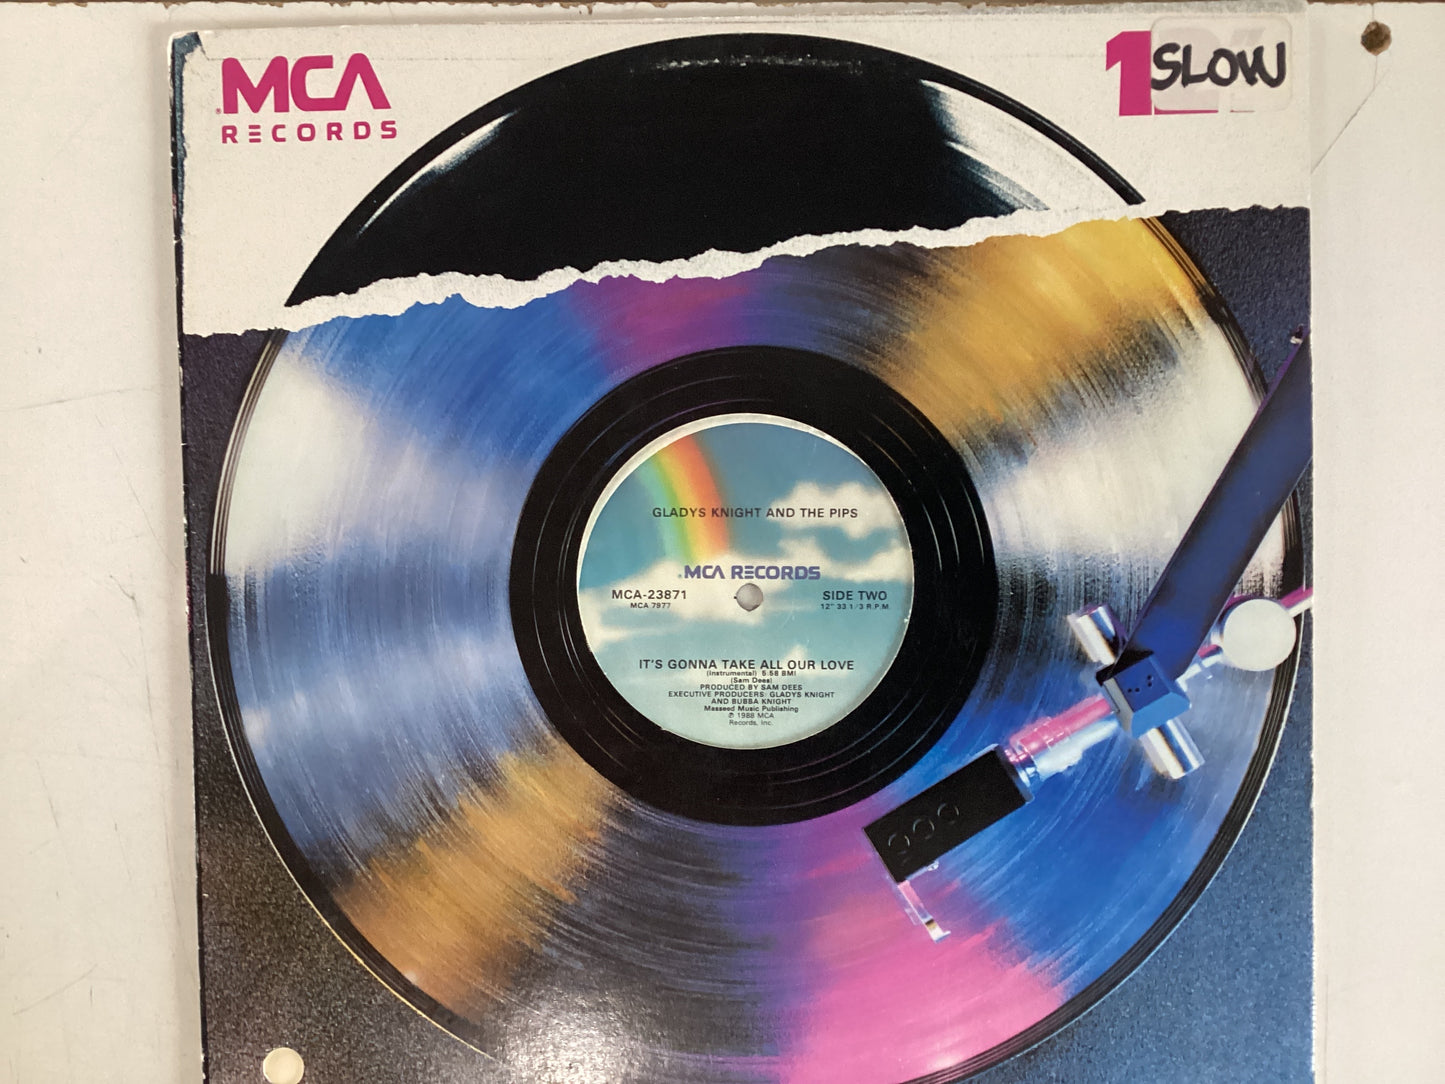 MCA
RECORDS
1
SLOW
GLADYS KNIGHT AND THE PIPS
MCA RECORDS
MCA-23871
MCA 7977
SIDE TWO
12" 33 1/3 R.P.M
IT'S GONNA TAKE ALL OUR LOVE
(Instrumental) 5:58 BMI
(Sam Dees)
PRODUCED BY SAM DEES
EXECUTIVE PRODUCERS: GLADYS KNIGHT
AND BUBBA KNIGHT
Masseed Music Publishing
℗ 1988 MCA
Records, Inc.